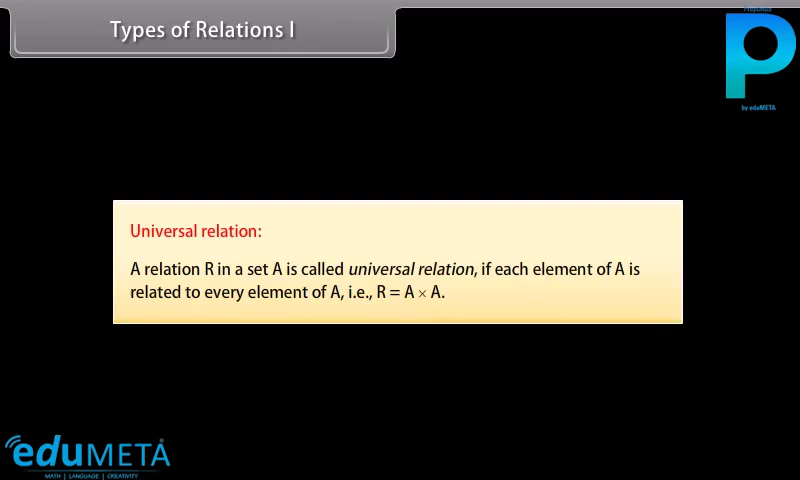 Types of Relations I
Prepondo
P
by eduMETA
Universal relation:
A relation R in a set A is called universal relation, if each element of A is
related to every element of A, i.e., R = A × A.
eduMETA®
MATH | LANGUAGE | CREATIVITY